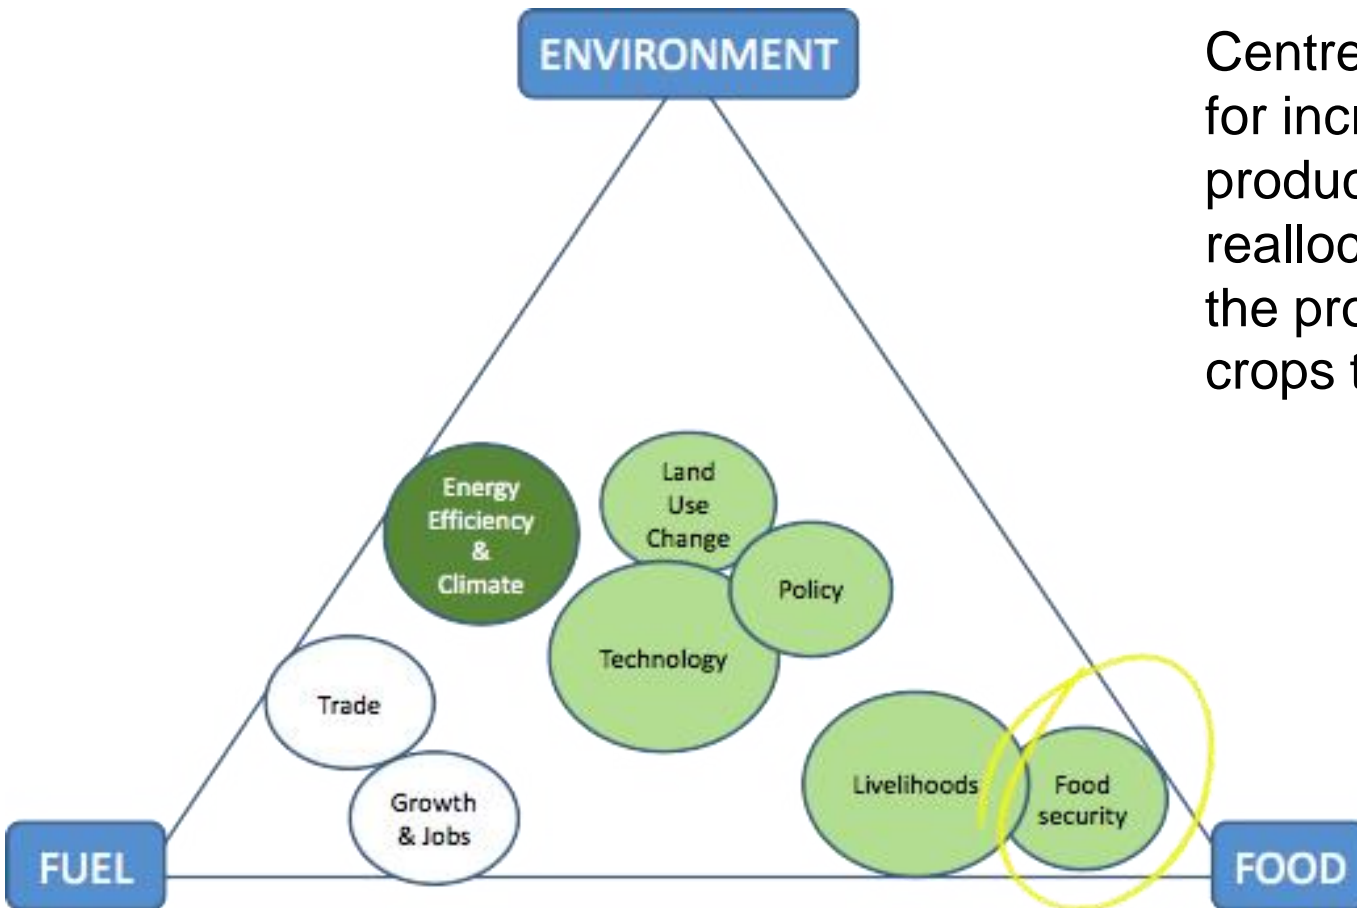 ENVIRONMENT
Centre
for incr
produc
realloc
the pro
crops t
Energy
Efficiency
&
Climate
Land
Use
Change
Policy
Technology
Trade
Growth
& Jobs
Livelihoods
Food
security
FUEL
FOOD